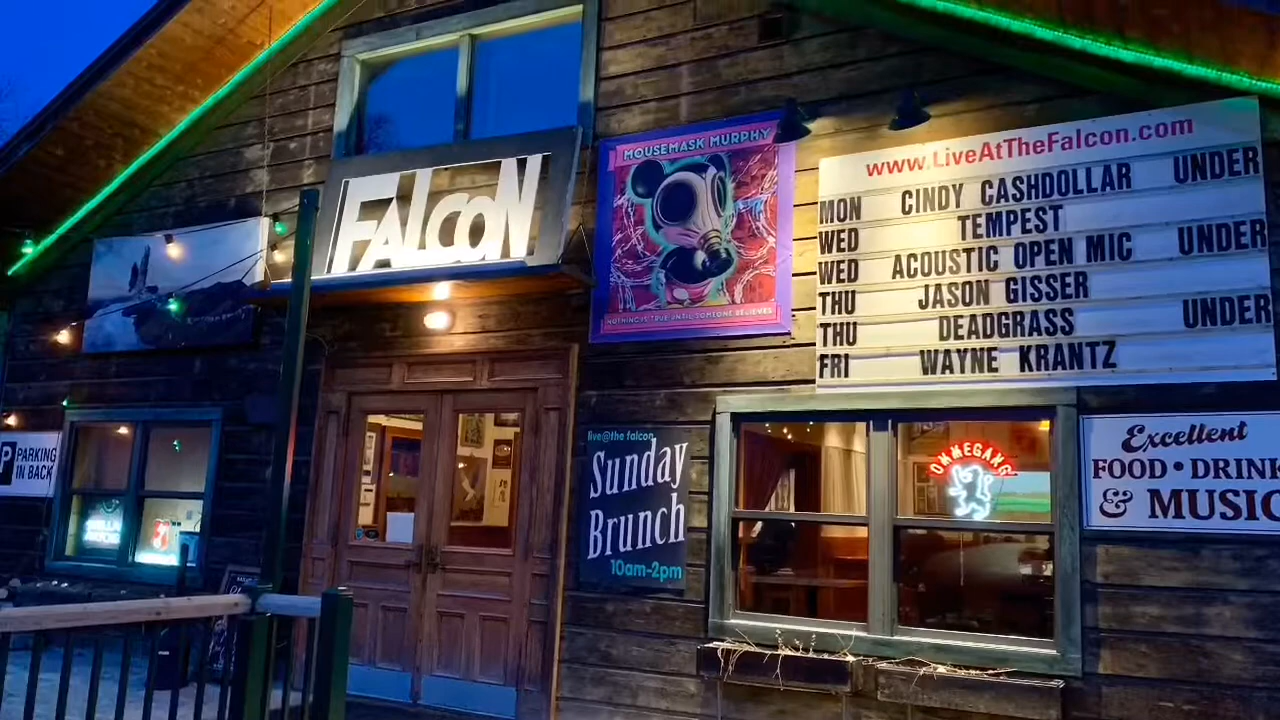 FALCON
MOUSEMASK MURPHY
NOTHING IS TRUE UNTIL SOMEONE BELIEVES
www.LiveAtTheFalcon.com
MON CINDY CASHDOLLAR UNDER
WED TEMPEST
WED ACOUSTIC OPEN MIC UNDER
THU JASON GISSER
THU DEADGRASS UNDER
FRI WAYNE KRANTZ
P PARKING
IN BACK
live@the falcon
Sunday
Brunch
10am-2pm
OMMEGANG
Excellent
FOOD • DRINK
& MUSIC